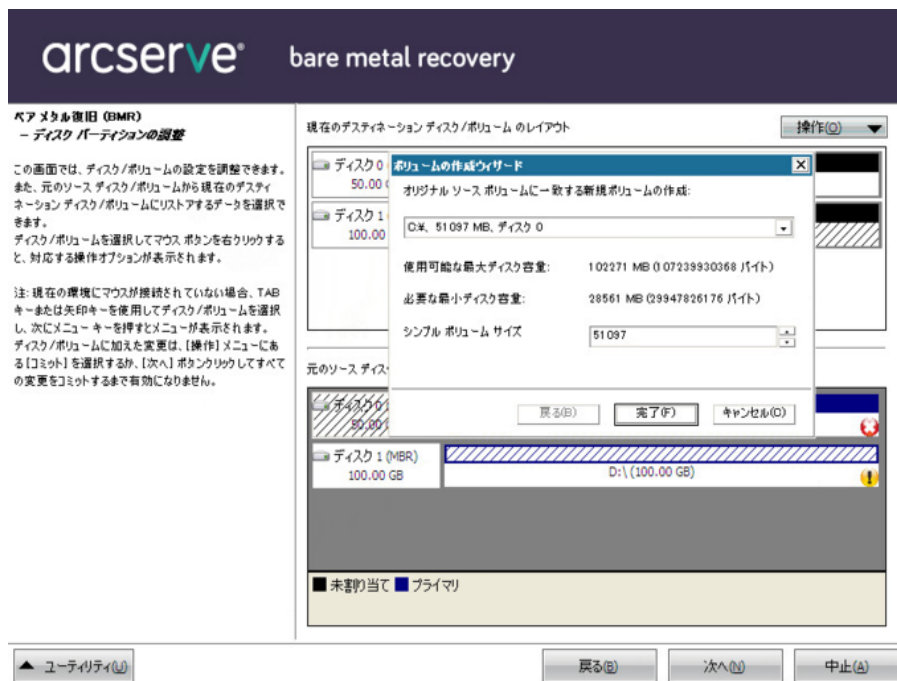 arcserve® bare metal recovery
ベア メタル復旧 (BMR)
- ディスク パーティションの調整
この画面では、ディスク/ボリュームの設定を調整できます。
また、元のソース ディスク/ボリュームから現在のデスティ
ネーション ディスク/ボリュームにリストアするデータを選択で
きます。
ディスク/ボリュームを選択してマウス ボタンを右クリックする
と、対応する操作オプションが表示されます。
注: 現在の環境にマウスが接続されていない場合、TAB
キーまたは矢印キーを使用してディスク/ボリュームを選択
し、次にメニュー キーを押すとメニューが表示されます。
ディスク/ボリュームに加えた変更は、[操作] メニューにあ
る [コミット] を選択するか、[次へ] ボタンクリックしてすべて
の変更をコミットするまで有効になりません。
現在のデスティネーション ディスク/ボリューム のレイアウト
操作(O)
ディスク 0
50.00
ディスク 1
100.00
ボリュームの作成ウィザード
オリジナル ソース ボリュームに一致する新規ボリュームの作成:
C:¥、51097 MB、ディスク 0
使用可能な最大ディスク容量: 102271 MB (107239930368 バイト)
必要な最小ディスク容量: 28561 MB (29947826176 バイト)
シンプル ボリューム サイズ 51097
戻る(B) 完了(F) キャンセル(C)
元のソース ディス
ディスク 0
50.00
ディスク 1 (MBR)
100.00 GB
D:\ (100.00 GB)
未割り当て プライマリ
ユーティリティ(U) 戻る(B) 次へ(N) 中止(A)